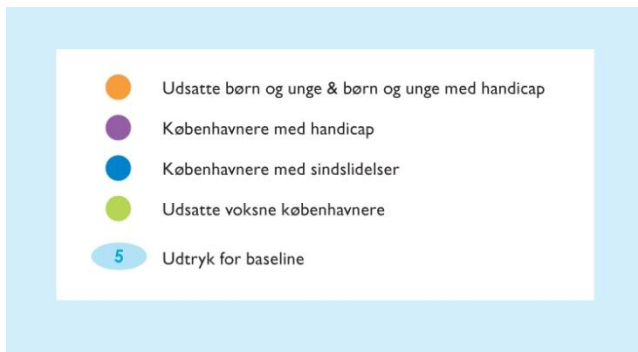 Udsatte børn og unge & børn og unge med handicap
Københavnere med handicap
Københavnere med sindslidelser
Udsatte voksne københavnere
5 Udtryk for baseline